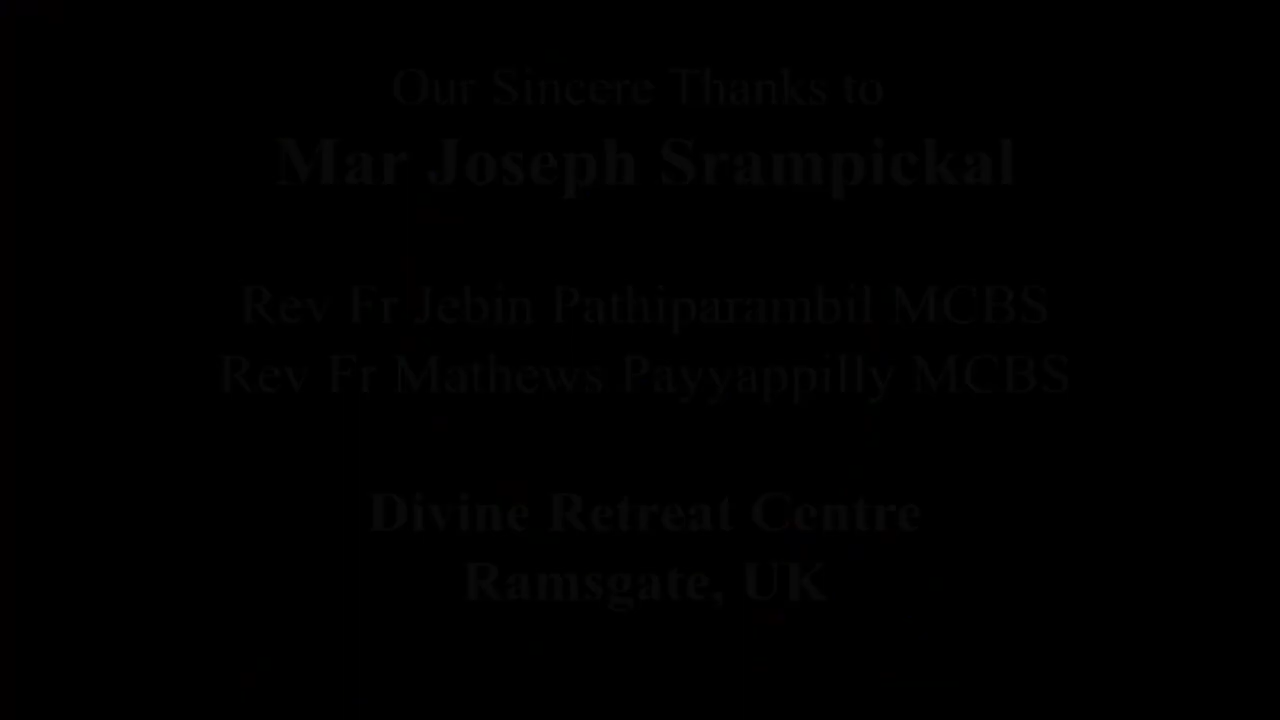 Our Sincere Thanks to
Mar Joseph Srampickal
Rev Fr Jebin Pathiparambil MCBS
Rev Fr Mathews Payyappilly MCBS
Divine Retreat Centre
Ramsgate, UK